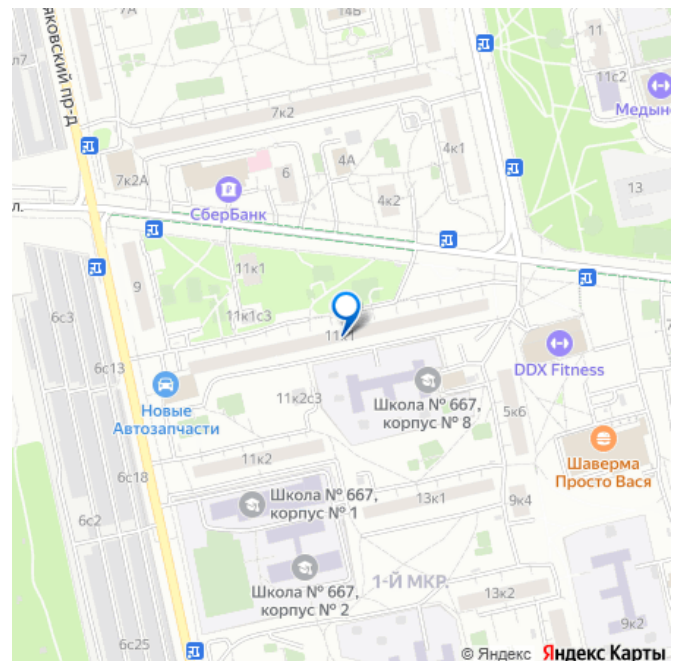 7А
14Б
11
л7
11с2
Медын
яковский пр-д
7к2
4к1
4А
6
7к2А
13
СберБанк
4к2
л.
11к1
9
6с3
11к1с3
11к1
6с13
DDX Fitness
Новые
Автозапчасти
11к2с3
Школа № 667,
корпус № 8
5к6
Шаверма
Просто Вася
11к2
6с18
Школа № 667,
корпус № 1
13к1
9к4
6с2
Школа № 667,
корпус № 2
1-Й МКР.
13к2
9к2
6с25
© Яндекс Яндекс Карты